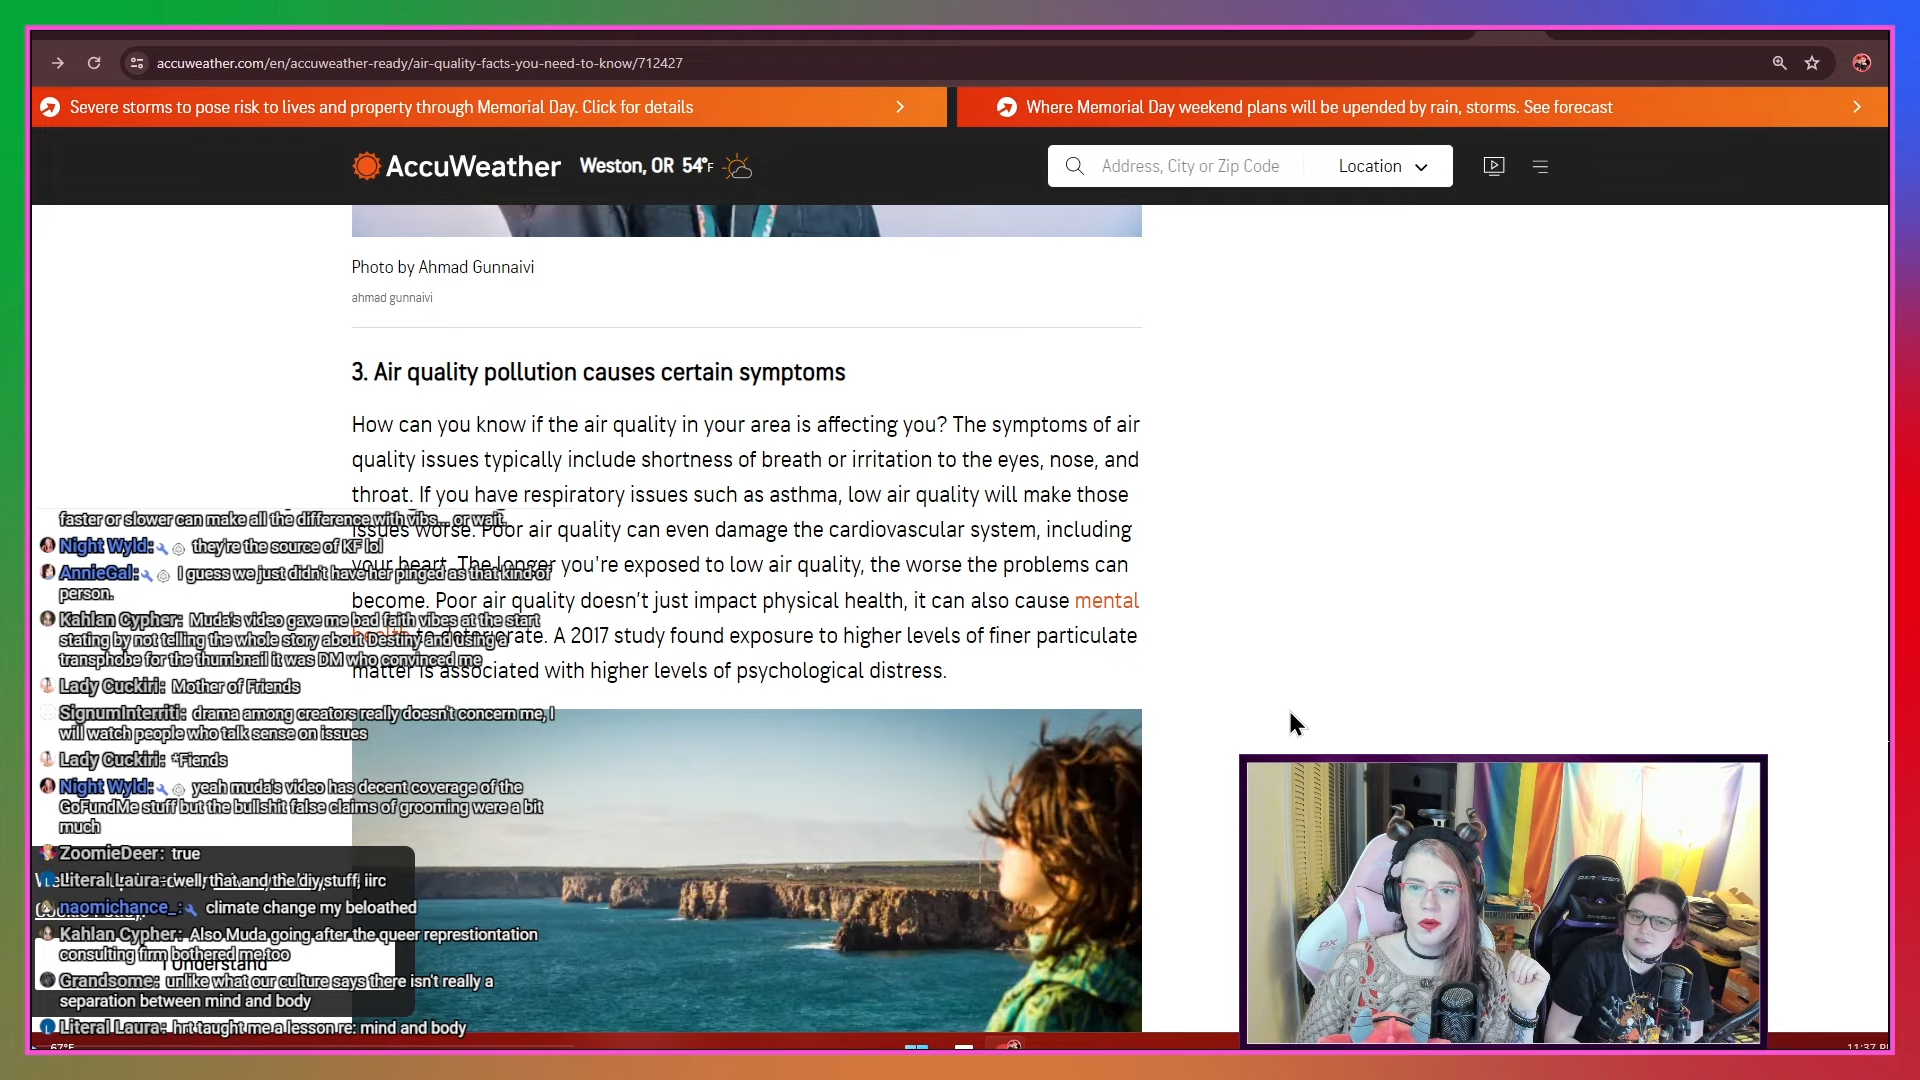 accuweather.com/en/accuweather-ready/air-quality-facts-you-need-to-know/712427
Severe storms to pose risk to lives and property through Memorial Day. Click for details
Where Memorial Day weekend plans will be upended by rain, storms. See forecast
AccuWeather
Weston, OR 54°F
Address, City or Zip Code
Location
Photo by Ahmad Gunnaivi
ahmad gunnaivi
3. Air quality pollution causes certain symptoms
How can you know if the air quality in your area is affecting you? The symptoms of air
quality issues typically include shortness of breath or irritation to the eyes, nose, and
throat. If you have respiratory issues such as asthma, low air quality will make those
issues worse. Poor air quality can even damage the cardiovascular system, including
your heart. The longer you're exposed to low air quality, the worse the problems can
become. Poor air quality doesn't just impact physical health, it can also cause mental
health to deteriorate. A 2017 study found exposure to higher levels of finer particulate
matter is associated with higher levels of psychological distress.
faster or slower can make all the difference with vibs... or wait.
Night Wyld: they're the source of KF lol
AnnieGal: I guess we just didn't have her pinged as that kind of
person.
Kahlan Cypher: Muda's video gave me bad faith vibes at the start
stating by not telling the whole story about Destiny and using a
transphobe for the thumbnail it was DM who convinced me
Lady Cuckiri: Mother of Friends
SignumInterriti: drama among creators really doesn't concern me, I
will watch people who talk sense on issues
Lady Cuckiri: *Fiends
Night Wyld: yeah muda's video has decent coverage of the
GoFundMe stuff but the bullshit false claims of grooming were a bit
much
ZoomieDeer: true
Literal Laura: well, that and the diy stuff, iirc
naomichance_: climate change my beloathed
Kahlan Cypher: Also Muda going after the queer represtiontation
consulting firm bothered me too
I Understand
Grandsome: unlike what our culture says there isn't really a
separation between mind and body
Literal Laura: hrt taught me a lesson re: mind and body
67°F